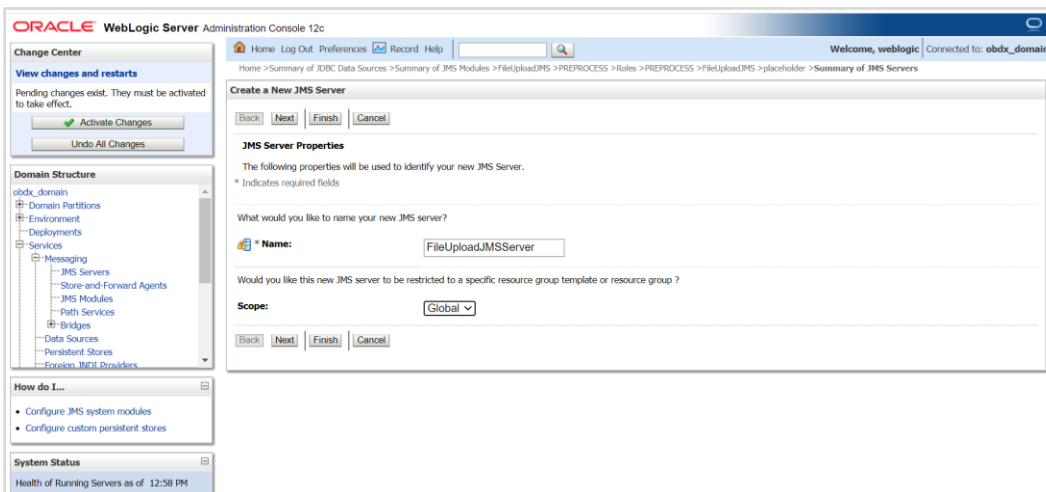 ORACLE WebLogic Server Administration Console 12c
Change Center
View changes and restarts
Pending changes exist. They must be activated
to take effect.
Activate Changes
Undo All Changes
Domain Structure
obdx_domain
Domain Partitions
Environment
Deployments
Services
Messaging
JMS Servers
Store-and-Forward Agents
JMS Modules
Path Services
Bridges
Data Sources
Persistent Stores
Foreign JNDI Providers
How do I...
Configure JMS system modules
Configure custom persistent stores
System Status
Health of Running Servers as of 12:58 PM
Home Log Out Preferences Record Help
Welcome, weblogic Connected to: obdx_domain
Home >Summary of JDBC Data Sources >Summary of JMS Modules >FileUploadJMS >PREPROCESS >Roles >PREPROCESS >FileUploadJMS >placeholder >Summary of JMS Servers
Create a New JMS Server
Back Next Finish Cancel
JMS Server Properties
The following properties will be used to identify your new JMS Server.
* Indicates required fields
What would you like to name your new JMS server?
* Name: FileUploadJMSServer
Would you like this new JMS server to be restricted to a specific resource group template or resource group ?
Scope: Global
Back Next Finish Cancel